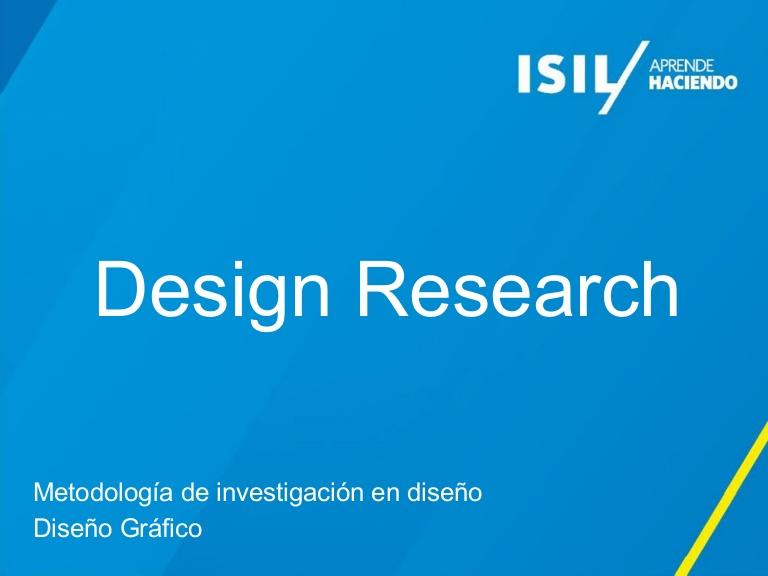 ISIL/ APRENDE
HACIENDO
Design Research
Metodología de investigación en diseño
Diseño Gráfico